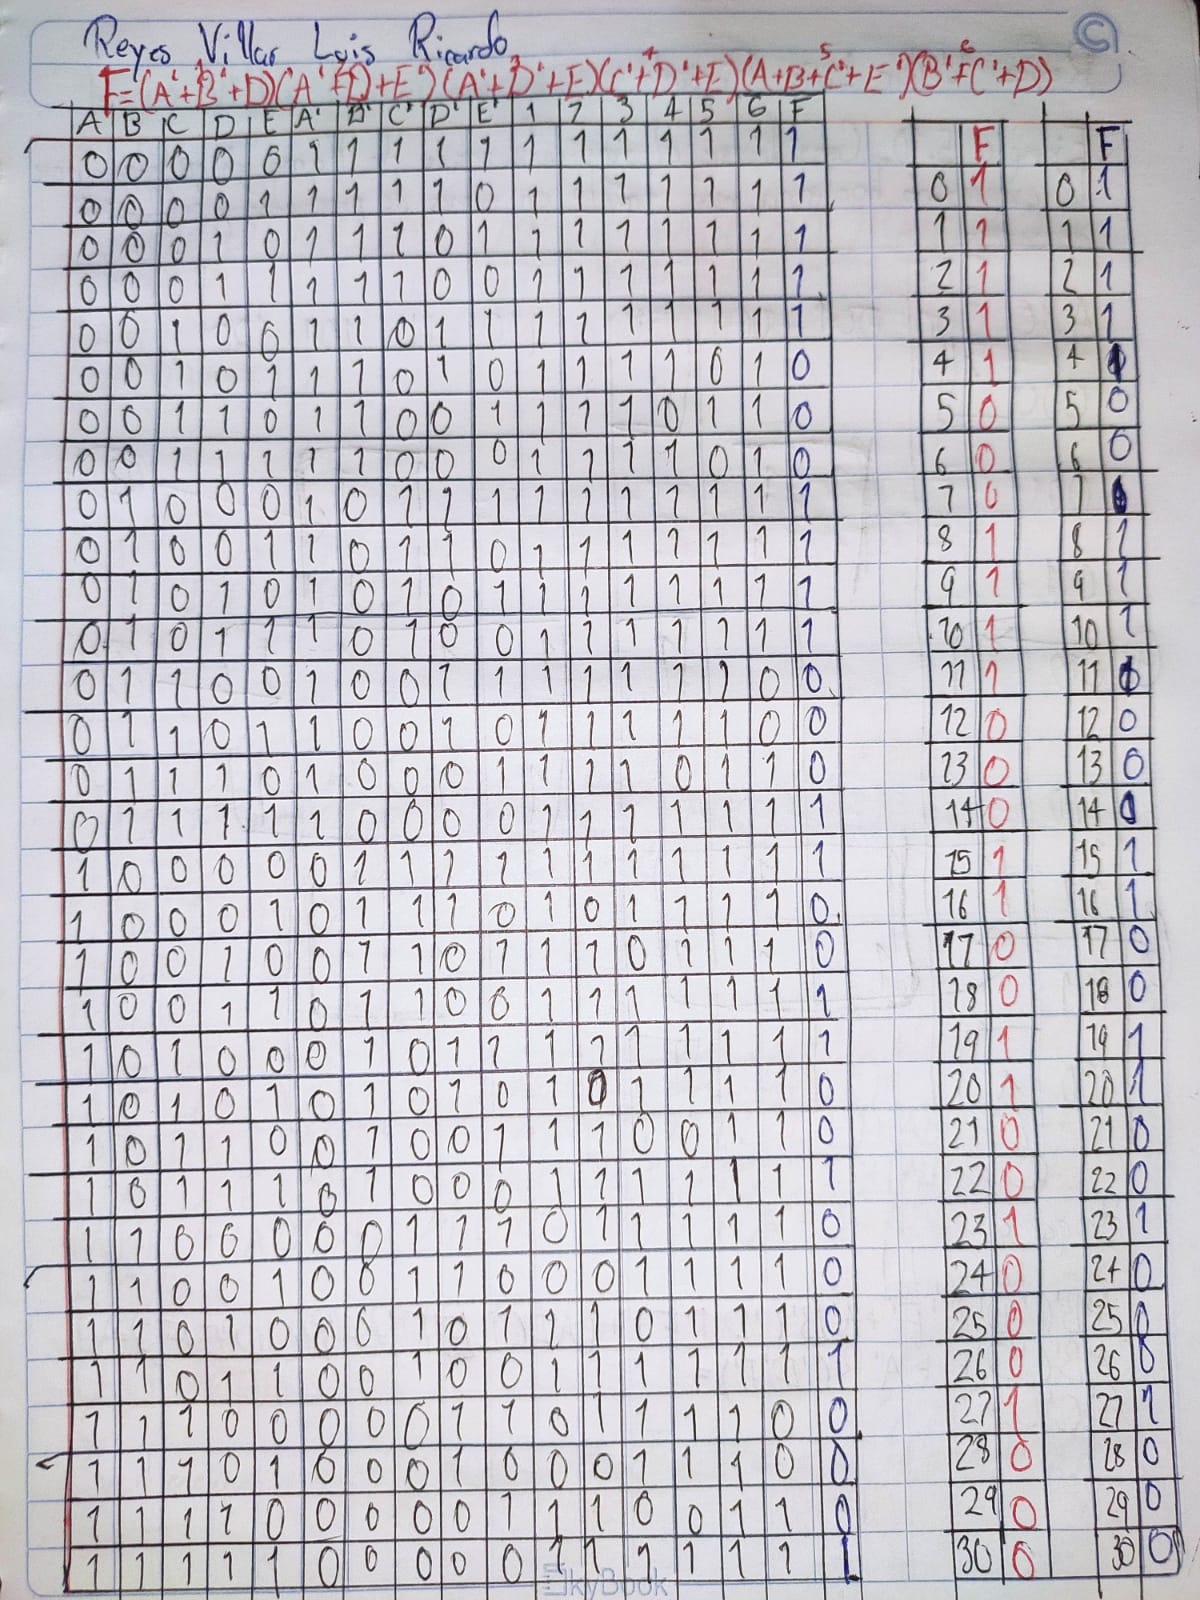 Reyes Villar Luis Ricardo
1 2 3 4 5 6
F=(A'+B'+D)(A'+D+E')(A'+D'+E)(C'+D'+E)(A+B+C'+E')(B'+C'+D)
A B C D E A' B' C' D' E' 1 2 3 4 5 6 F
0 0 0 0 0 1 1 1 1 1 1 1 1 1 1 1 1
0 0 0 0 1 1 1 1 1 0 1 1 1 1 1 1 1
0 0 0 1 0 1 1 1 0 1 1 1 1 1 1 1 1
0 0 0 1 1 1 1 1 0 0 1 1 1 1 1 1 1
0 0 1 0 0 1 1 0 1 1 1 1 1 1 1 1 1
0 0 1 0 1 1 1 0 1 0 1 1 1 1 0 1 0
0 0 1 1 0 1 1 0 0 1 1 1 1 0 1 1 0
0 0 1 1 1 1 1 0 0 0 1 1 1 1 0 1 0
0 1 0 0 0 1 0 1 1 1 1 1 1 1 1 1 1
0 1 0 0 1 1 0 1 1 0 1 1 1 1 1 1 1
0 1 0 1 0 1 0 1 0 1 1 1 1 1 1 1 1
0 1 0 1 1 1 0 1 0 0 1 1 1 1 1 1 1
0 1 1 0 0 1 0 0 1 1 1 1 1 1 1 0 0
0 1 1 0 1 1 0 0 1 0 1 1 1 1 1 0 0
0 1 1 1 0 1 0 0 0 1 1 1 1 0 1 1 0
0 1 1 1 1 1 0 0 0 0 1 1 1 1 1 1 1
1 0 0 0 0 0 1 1 1 1 1 1 1 1 1 1 1
1 0 0 0 1 0 1 1 1 0 1 0 1 1 1 1 0
1 0 0 1 0 0 1 1 0 1 1 1 0 1 1 1 0
1 0 0 1 1 0 1 1 0 0 1 1 1 1 1 1 1
1 0 1 0 0 0 1 0 1 1 1 1 1 1 1 1 1
1 0 1 0 1 0 1 0 1 0 1 0 1 1 1 1 0
1 0 1 1 0 0 1 0 0 1 1 1 0 0 1 1 0
1 0 1 1 1 0 1 0 0 0 1 1 1 1 1 1 1
1 1 0 0 0 0 0 1 1 1 0 1 1 1 1 1 0
1 1 0 0 1 0 0 1 1 0 0 0 1 1 1 1 0
1 1 0 1 0 0 0 1 0 1 1 1 0 1 1 1 0
1 1 0 1 1 0 0 1 0 0 1 1 1 1 1 1 1
1 1 1 0 0 0 0 0 1 1 0 1 1 1 1 0 0
1 1 1 0 1 0 0 0 1 0 0 0 1 1 1 0 0
1 1 1 1 0 0 0 0 0 1 1 1 0 0 1 1 0
1 1 1 1 1 0 0 0 0 0 1 1 1 1 1 1 1
F F
0 1 0 1
1 1 1 1
2 1 2 1
3 1 3 1
4 1 4
5 0 5 0
6 0 6 0
7 0 7
8 1 8 1
9 1 9 1
10 1 10 1
11 1 11
12 0 12 0
13 0 13 0
14 0 14 0
15 1 15 1
16 1 16 1
17 0 17 0
18 0 18 0
19 1 19 1
20 1 20 1
21 0 21 0
22 0 22 0
23 1 23 1
24 0 24 0
25 0 25 0
26 0 26 0
27 1 27 1
28 0 28 0
29 0 29 0
30 0 30 0
SkyBook